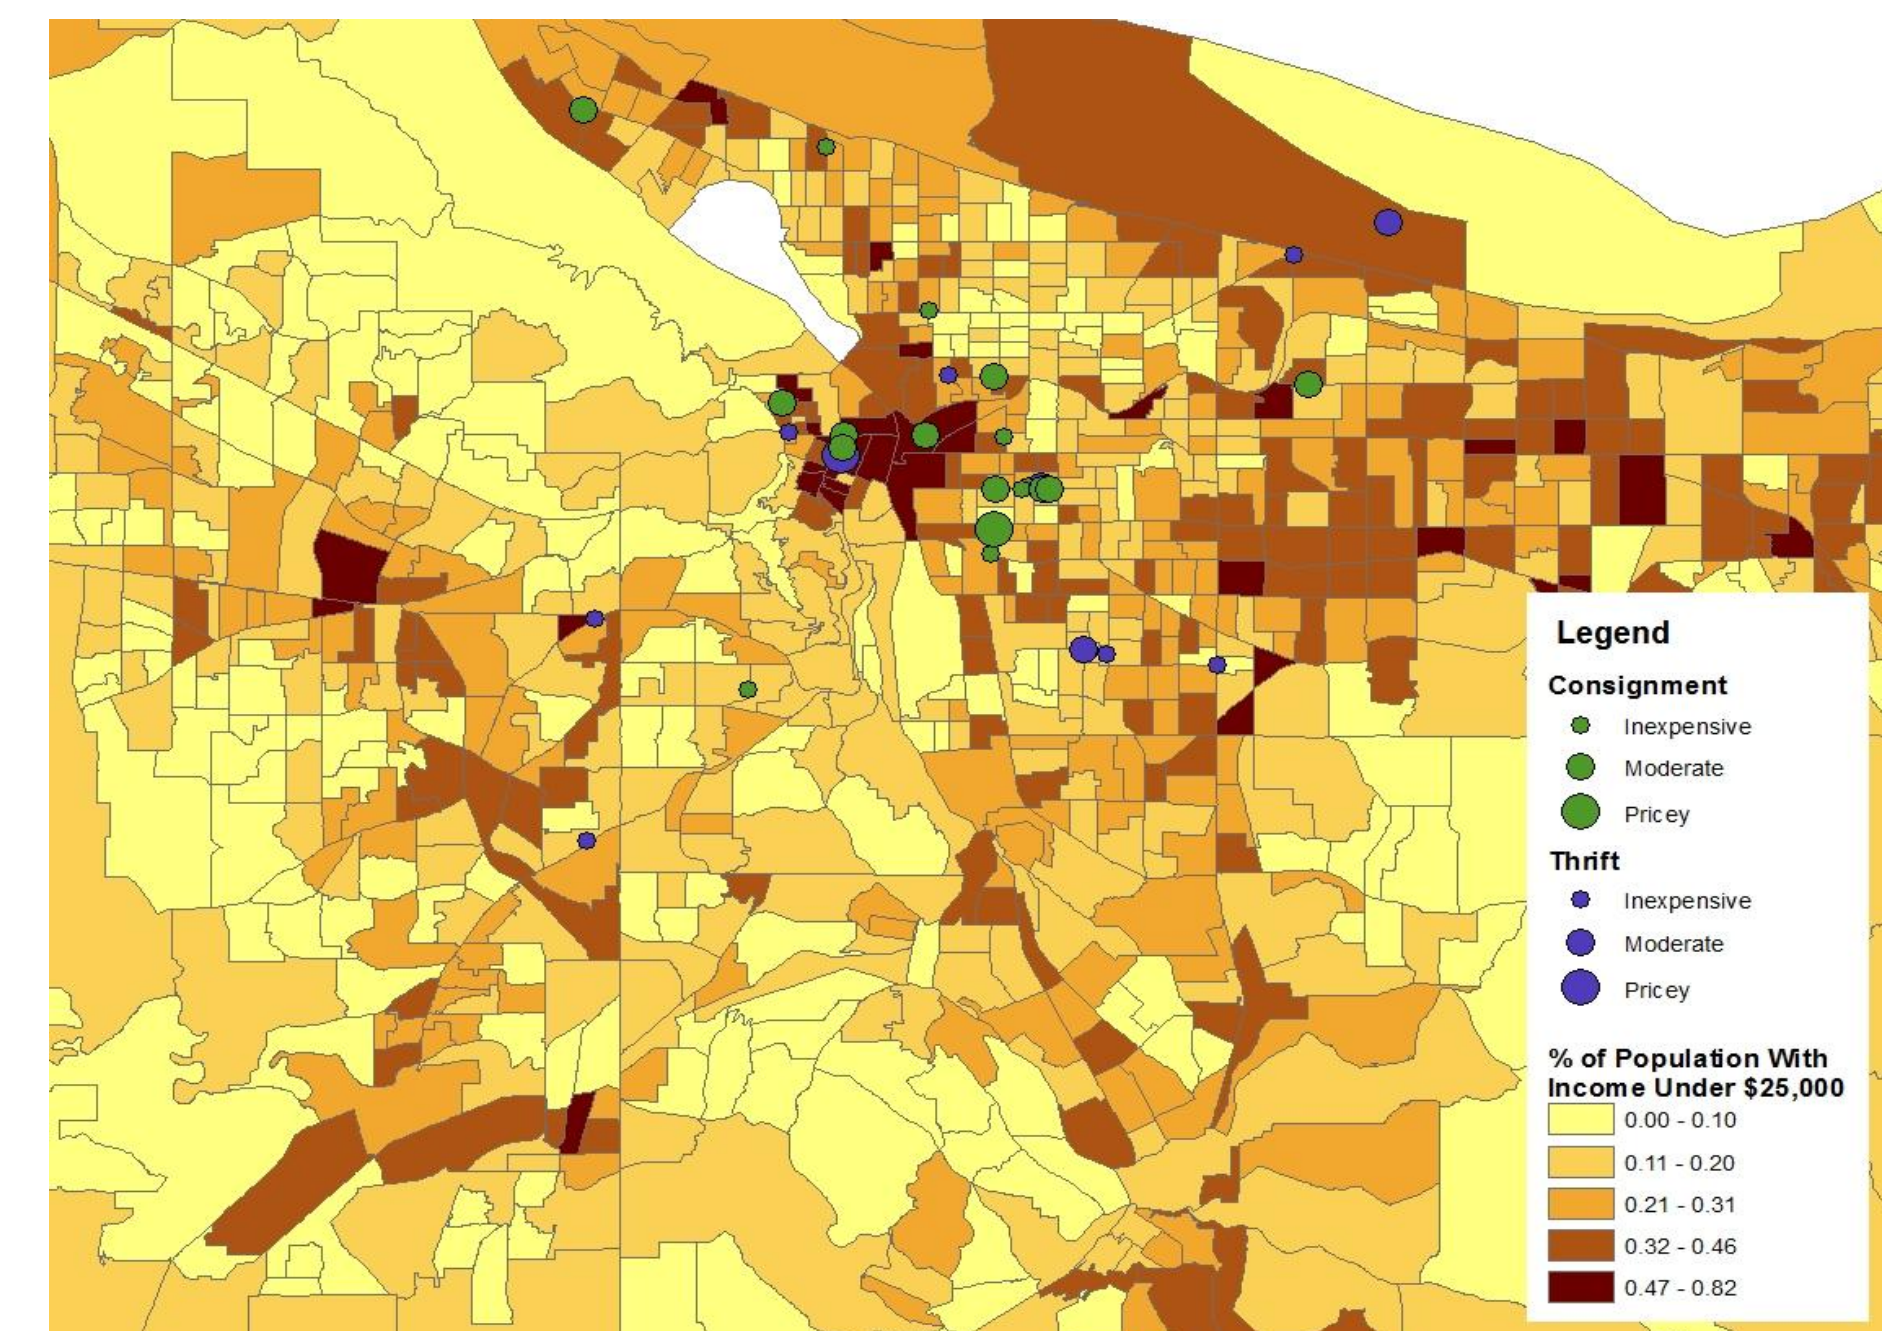 Legend
Consignment
Inexpensive
Moderate
Pricey
Thrift
Inexpensive
Moderate
Pricey
% of Population With
Income Under $25,000
0.00 - 0.10
0.11 - 0.20
0.21 - 0.31
0.32 - 0.46
0.47 - 0.82